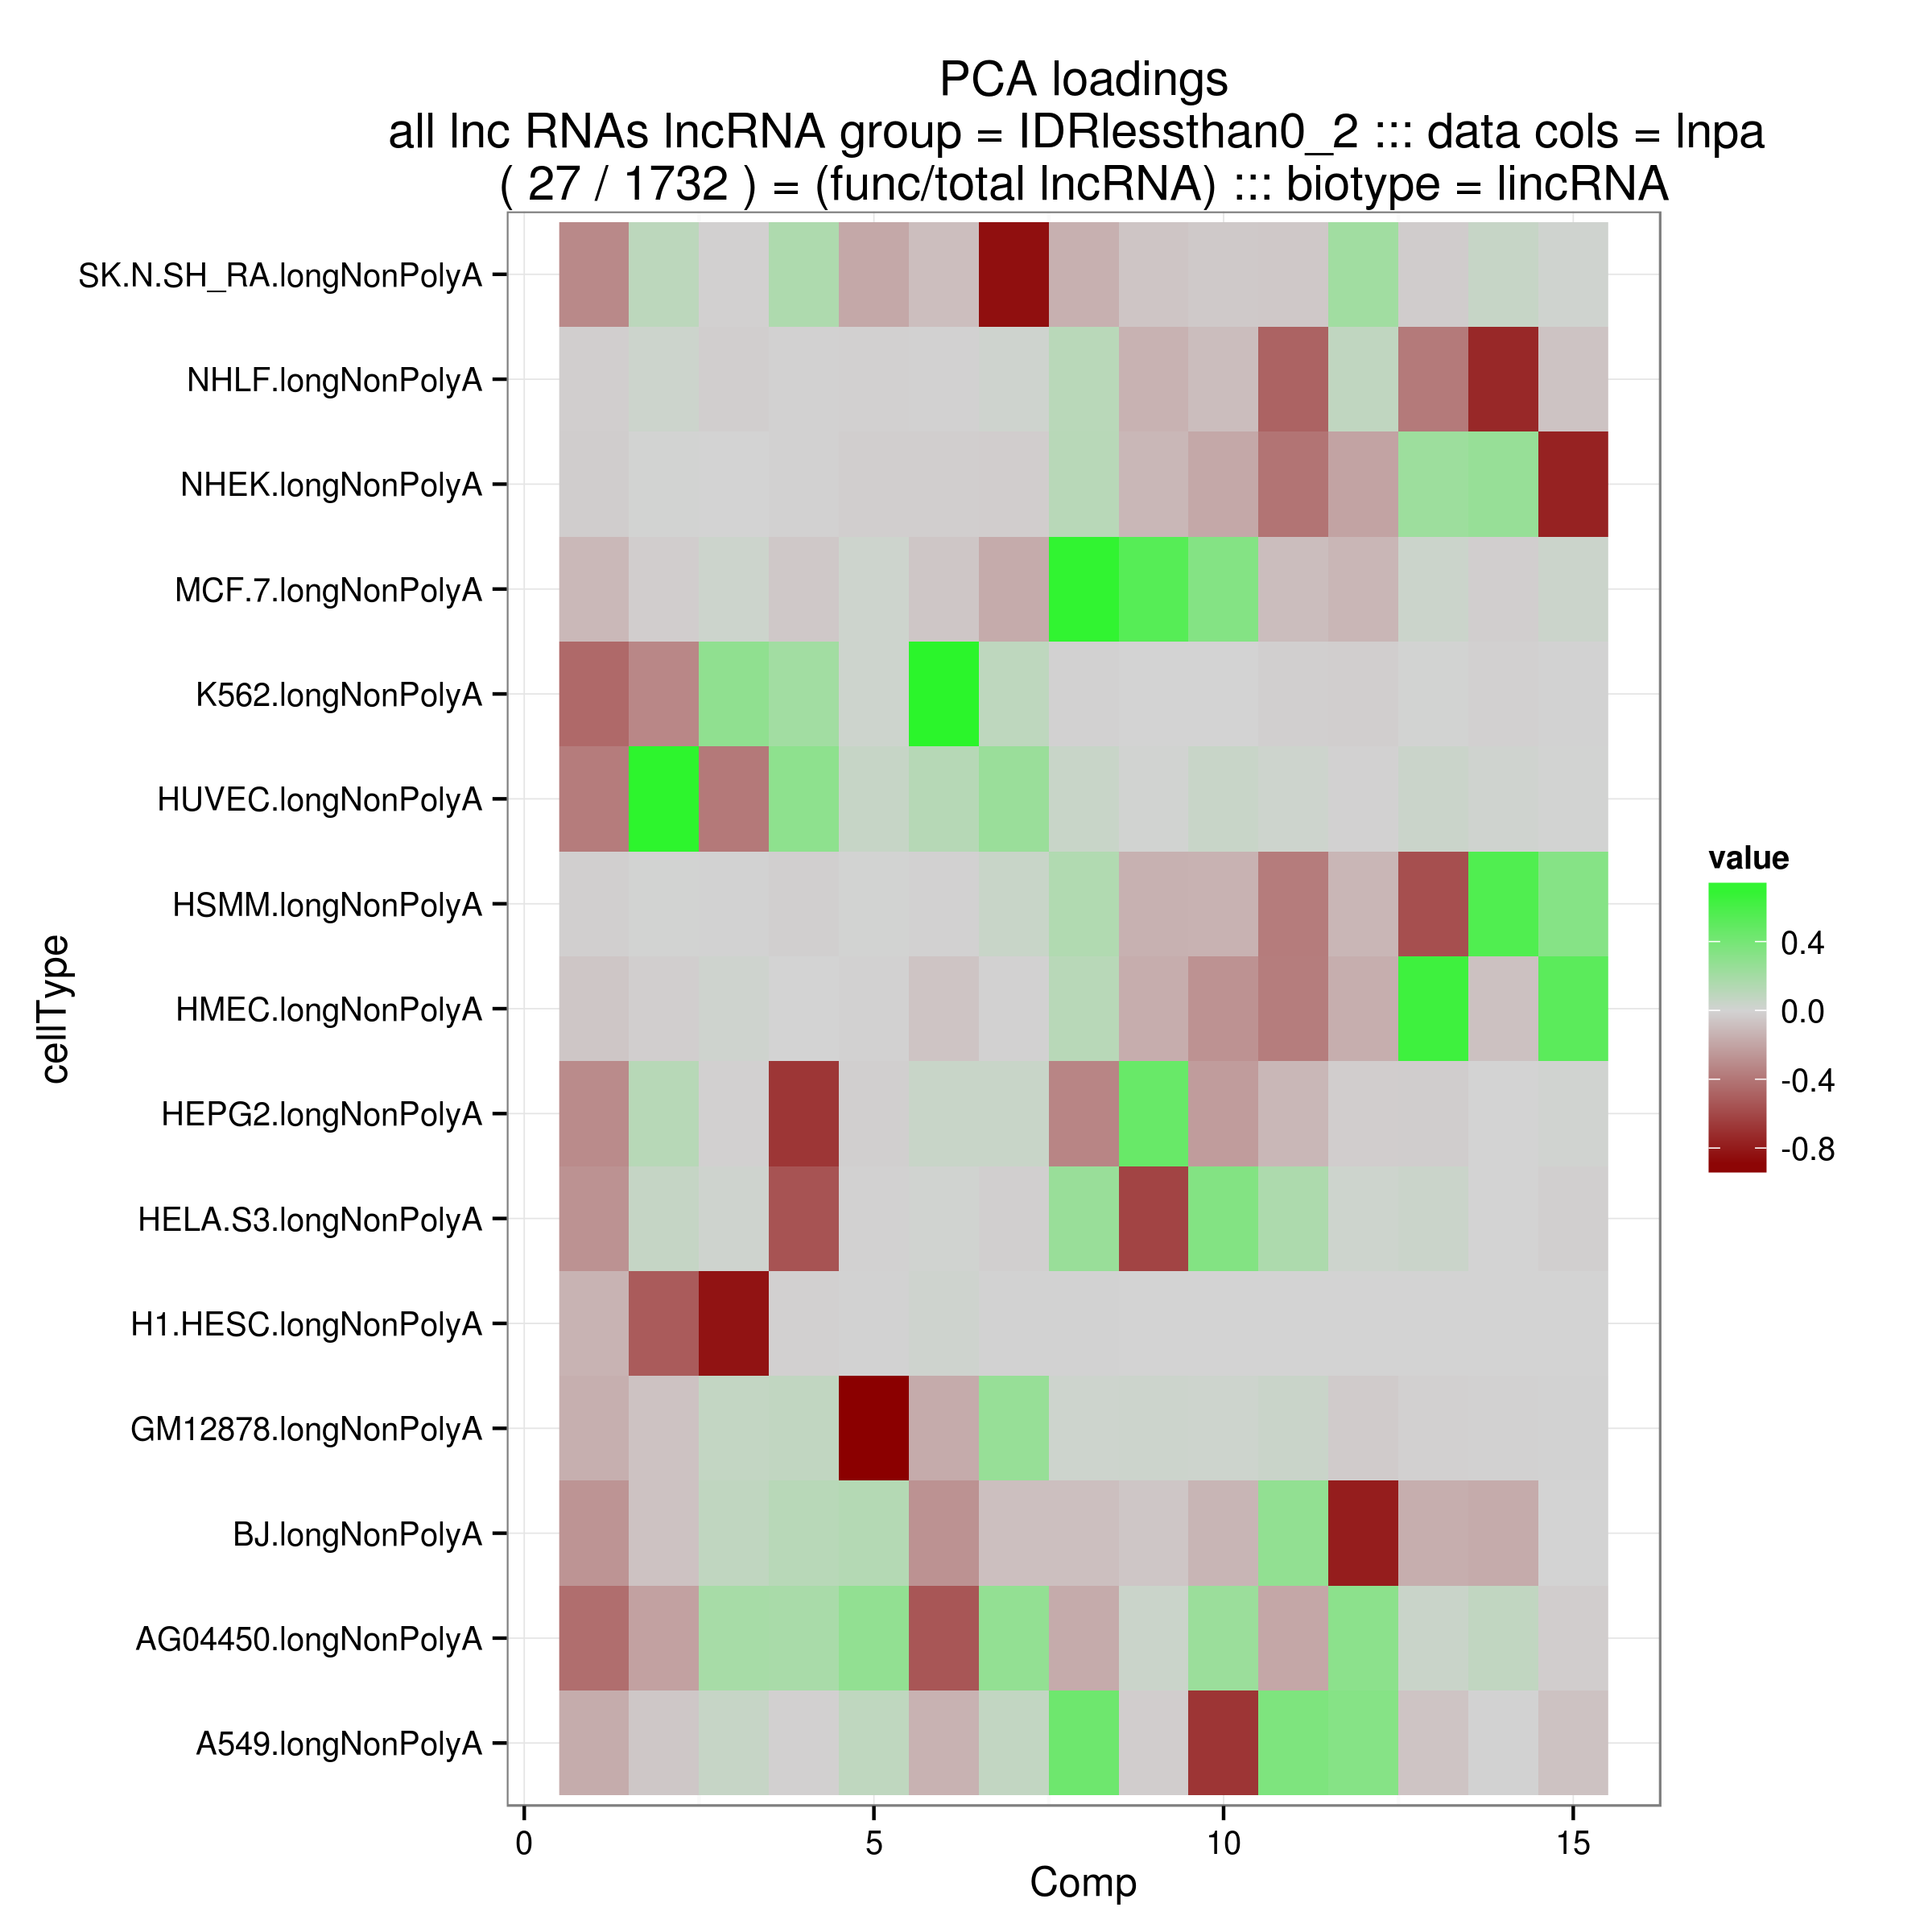 PCA loadings
all lnc RNAs lncRNA group = IDRlessthan0_2 ::: data cols = lnpa
( 27 / 1732 ) = (func/total lncRNA) ::: biotype = lincRNA
SK.N.SH_RA.longNonPolyA
NHLF.longNonPolyA
NHEK.longNonPolyA
MCF.7.longNonPolyA
K562.longNonPolyA
HUVEC.longNonPolyA
HSMM.longNonPolyA
HMEC.longNonPolyA
HEPG2.longNonPolyA
HELA.S3.longNonPolyA
H1.HESC.longNonPolyA
GM12878.longNonPolyA
BJ.longNonPolyA
AG04450.longNonPolyA
A549.longNonPolyA
cellType
0 5 10 15
Comp
value
0.4
0.0
-0.4
-0.8